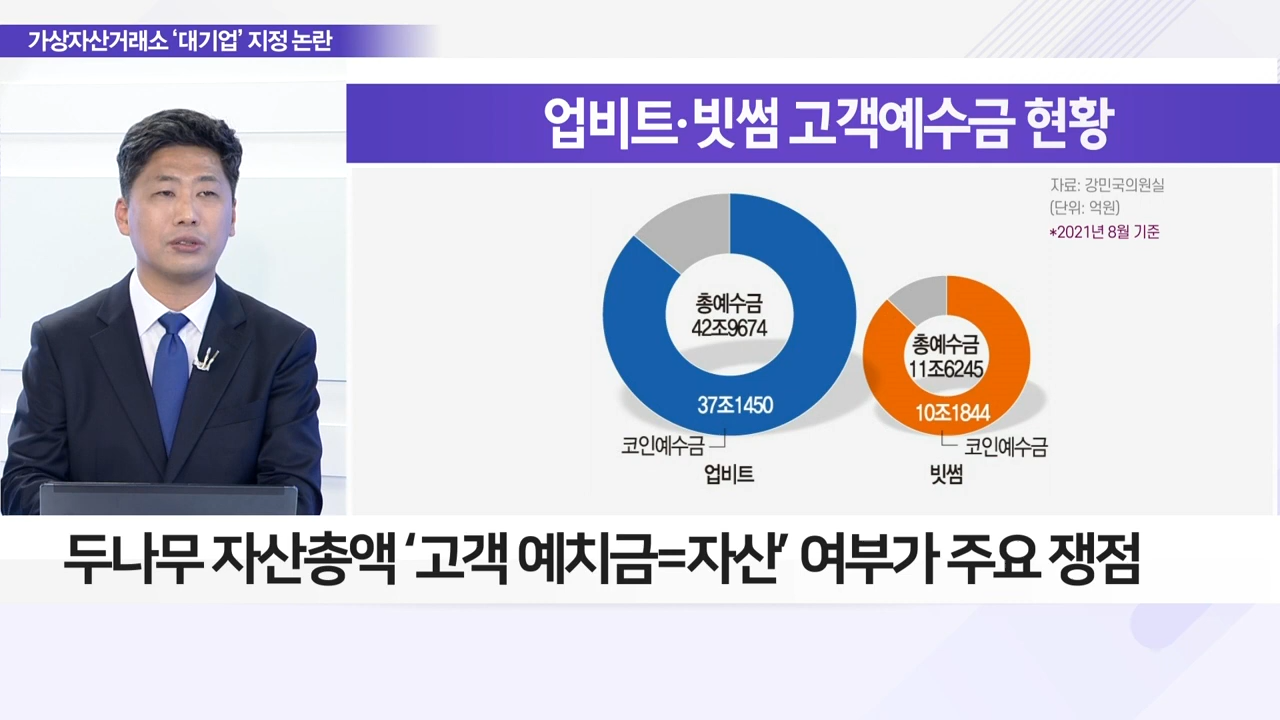 가상자산거래소 ‘대기업’ 지정 논란
업비트·빗썸 고객예수금 현황
자료: 강민국의원실
(단위: 억원)
*2021년 8월 기준
총예수금
42조9674
37조1450
코인예수금
업비트
총예수금
11조6245
10조1844
코인예수금
빗썸
두나무 자산총액 ‘고객 예치금=자산’ 여부가 주요 쟁점